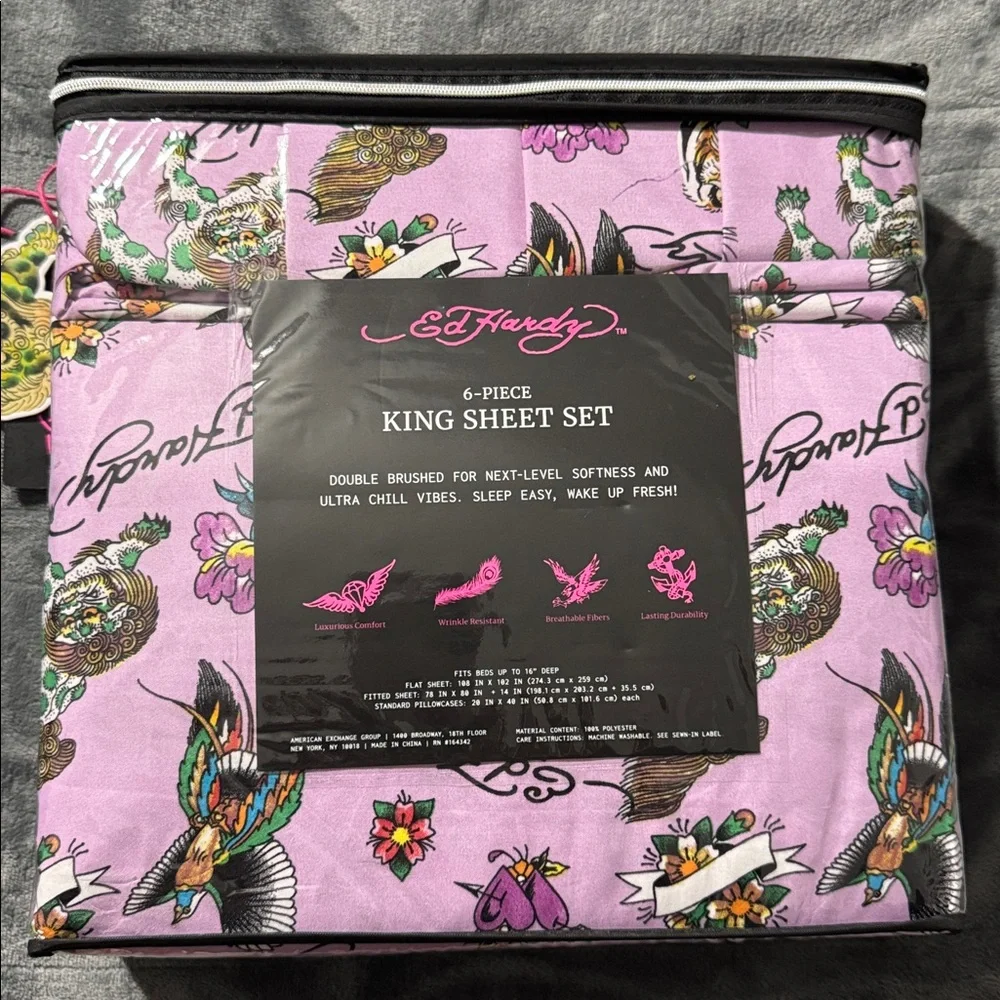 Ed Hardy™
6-PIECE
KING SHEET SET
DOUBLE BRUSHED FOR NEXT-LEVEL SOFTNESS AND
ULTRA CHILL VIBES. SLEEP EASY, WAKE UP FRESH!
Luxurious Comfort
Wrinkle Resistant
Breathable Fibers
Lasting Durability
FITS BEDS UP TO 16" DEEP
FLAT SHEET: 108 IN X 102 IN (274.3 cm x 259 cm)
FITTED SHEET: 78 IN X 80 IN + 14 IN (198.1 cm x 203.2 cm + 35.5 cm)
STANDARD PILLOWCASES: 20 IN X 40 IN (50.8 cm x 101.6 cm) each
AMERICAN EXCHANGE GROUP | 1400 BROADWAY, 18TH FLOOR
NEW YORK, NY 10018 | MADE IN CHINA | RN #164342
MATERIAL CONTENT: 100% POLYESTER
CARE INSTRUCTIONS: MACHINE WASHABLE. SEE SEWN-IN LABEL
Ed Hardy
Ed Hardy